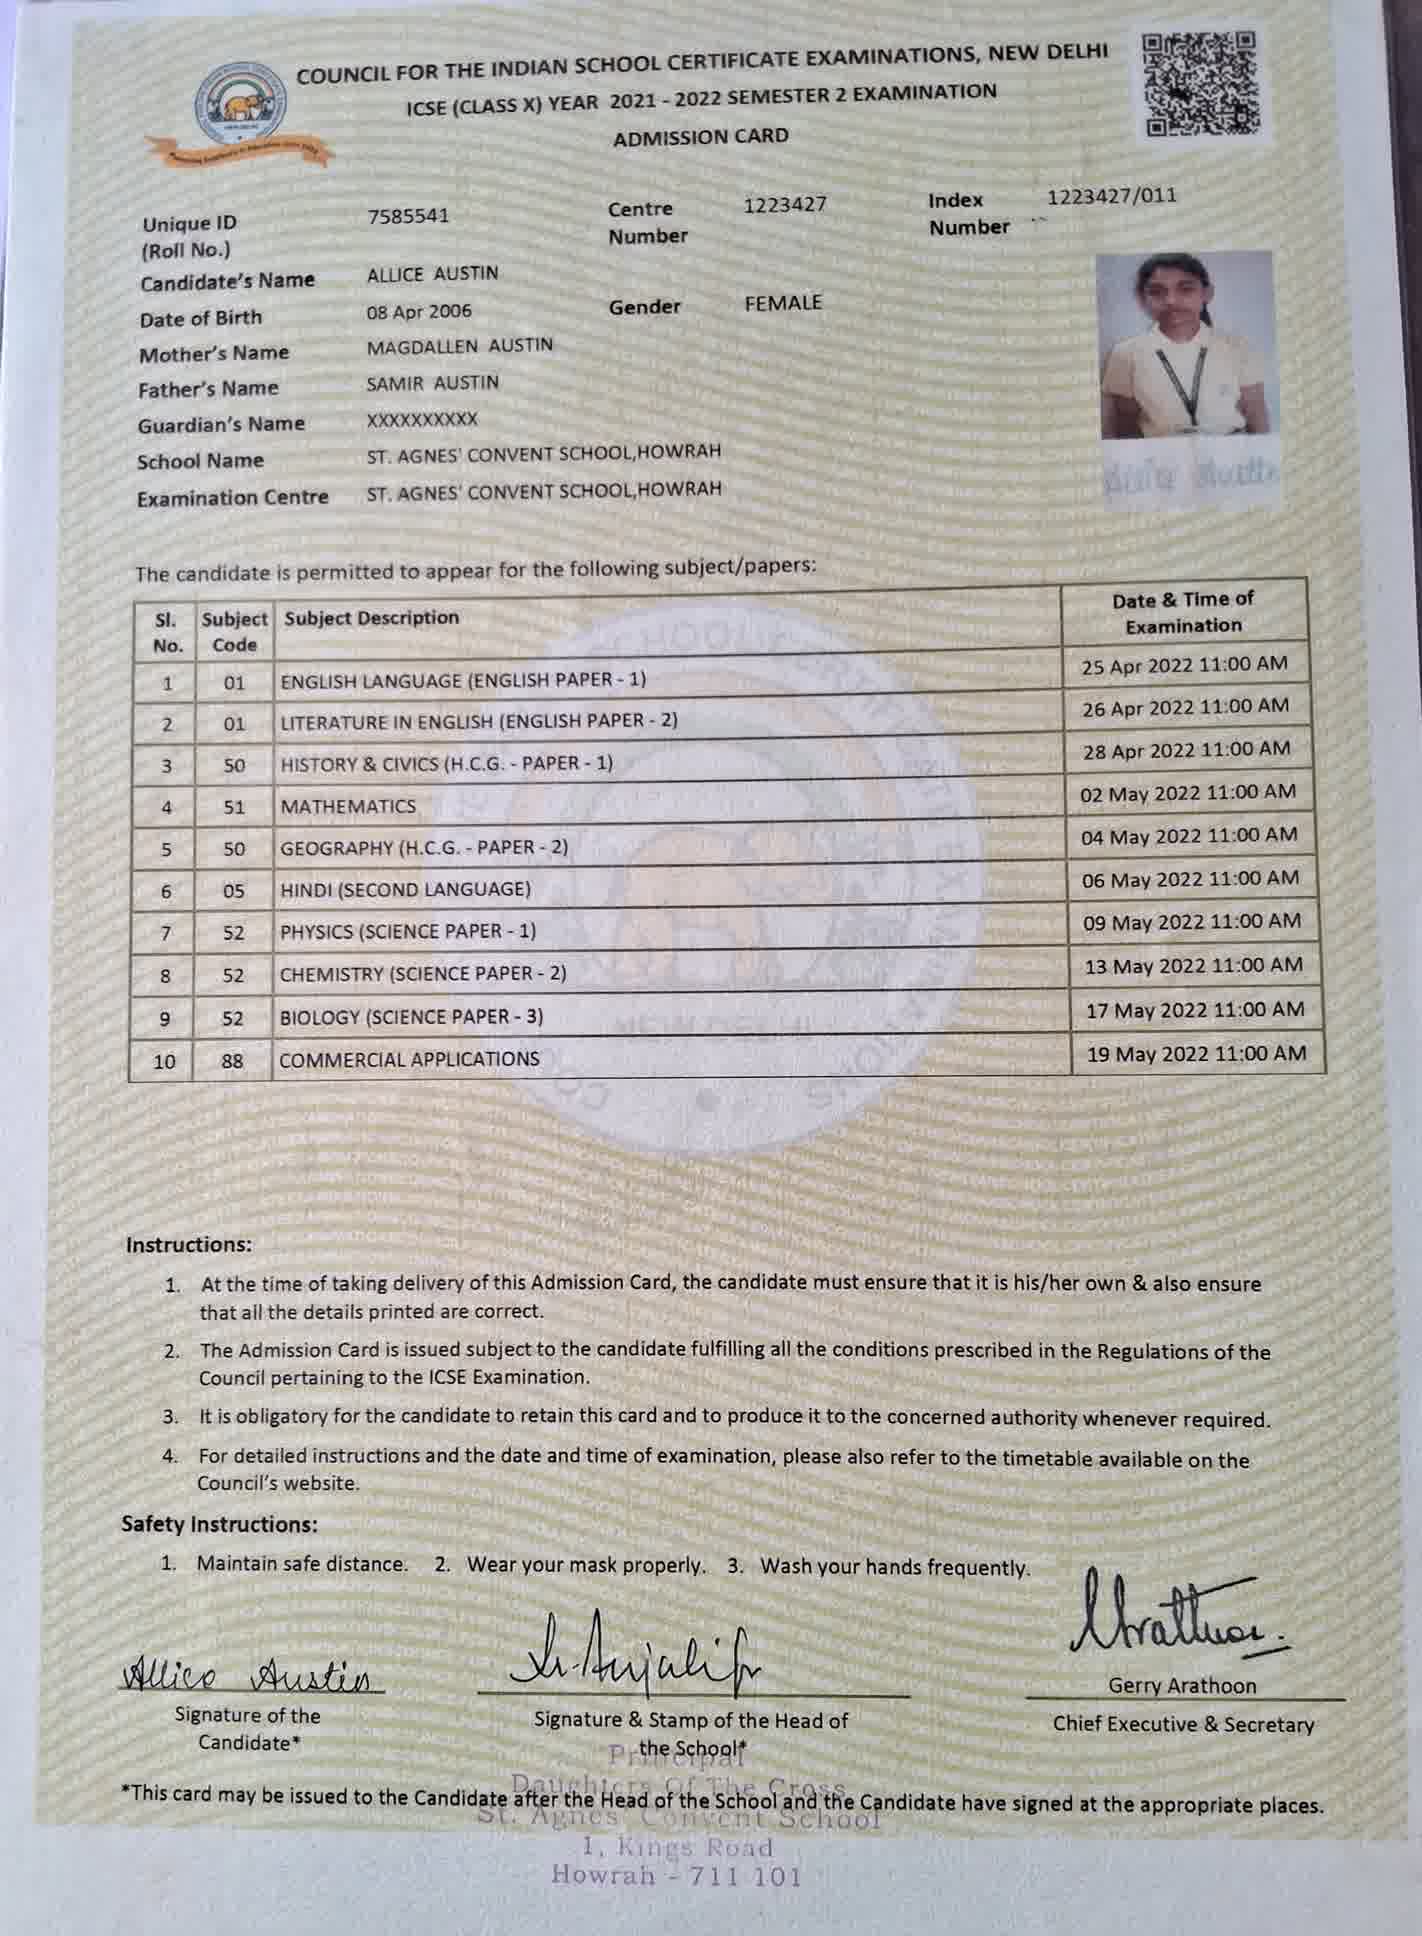 COUNCIL FOR THE INDIAN SCHOOL CERTIFICATE EXAMINATIONS, NEW DELHI
ICSE (CLASS X) YEAR 2021 - 2022 SEMESTER 2 EXAMINATION
ADMISSION CARD
Unique ID (Roll No.) 7585541 Centre Number 1223427 Index Number 1223427/011
Candidate's Name ALLICE AUSTIN
Date of Birth 08 Apr 2006 Gender FEMALE
Mother's Name MAGDALLEN AUSTIN
Father's Name SAMIR AUSTIN
Guardian's Name XXXXXXXXXX
School Name ST. AGNES' CONVENT SCHOOL,HOWRAH
Examination Centre ST. AGNES' CONVENT SCHOOL,HOWRAH
The candidate is permitted to appear for the following subject/papers:
Sl. No. Subject Code Subject Description Date & Time of Examination
1 01 ENGLISH LANGUAGE (ENGLISH PAPER - 1) 25 Apr 2022 11:00 AM
2 01 LITERATURE IN ENGLISH (ENGLISH PAPER - 2) 26 Apr 2022 11:00 AM
3 50 HISTORY & CIVICS (H.C.G. - PAPER - 1) 28 Apr 2022 11:00 AM
4 51 MATHEMATICS 02 May 2022 11:00 AM
5 50 GEOGRAPHY (H.C.G. - PAPER - 2) 04 May 2022 11:00 AM
6 05 HINDI (SECOND LANGUAGE) 06 May 2022 11:00 AM
7 52 PHYSICS (SCIENCE PAPER - 1) 09 May 2022 11:00 AM
8 52 CHEMISTRY (SCIENCE PAPER - 2) 13 May 2022 11:00 AM
9 52 BIOLOGY (SCIENCE PAPER - 3) 17 May 2022 11:00 AM
10 88 COMMERCIAL APPLICATIONS 19 May 2022 11:00 AM
Instructions:
1. At the time of taking delivery of this Admission Card, the candidate must ensure that it is his/her own & also ensure
that all the details printed are correct.
2. The Admission Card is issued subject to the candidate fulfilling all the conditions prescribed in the Regulations of the
Council pertaining to the ICSE Examination.
3. It is obligatory for the candidate to retain this card and to produce it to the concerned authority whenever required.
4. For detailed instructions and the date and time of examination, please also refer to the timetable available on the
Council's website.
Safety Instructions:
1. Maintain safe distance. 2. Wear your mask properly. 3. Wash your hands frequently.
Allice Austin
Gerry Arathoon
Signature of the Candidate*
Signature & Stamp of the Head of the School*
Chief Executive & Secretary
Principal
Daughters Of The Cross
*This card may be issued to the Candidate after the Head of the School and the Candidate have signed at the appropriate places.
St. Agnes' Convent School
1, Kings Road
Howrah - 711 101